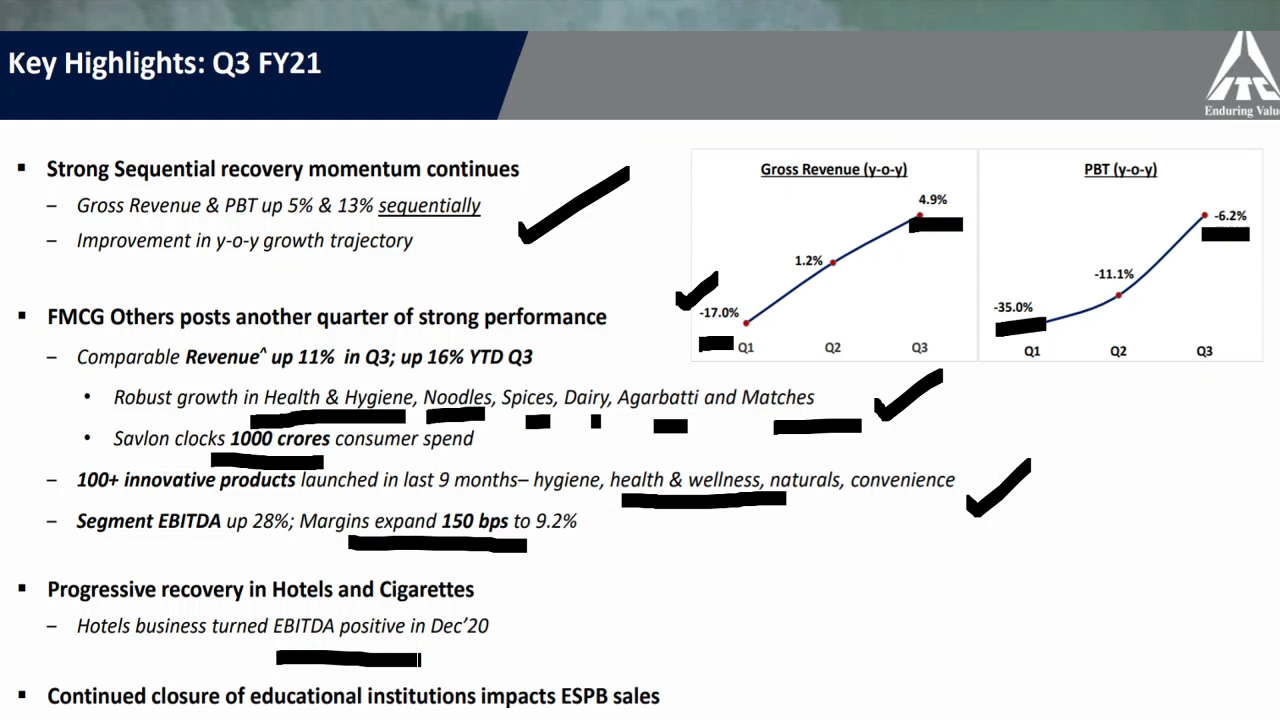 Key Highlights: Q3 FY21
ITC
Enduring Value
▪ Strong Sequential recovery momentum continues
– Gross Revenue & PBT up 5% & 13% sequentially
– Improvement in y-o-y growth trajectory
Gross Revenue (y-o-y)
4.9%
1.2%
-17.0%
Q1 Q2 Q3
PBT (y-o-y)
-6.2%
-11.1%
-35.0%
Q1 Q2 Q3
▪ FMCG Others posts another quarter of strong performance
– Comparable Revenue^ up 11% in Q3; up 16% YTD Q3
• Robust growth in Health & Hygiene, Noodles, Spices, Dairy, Agarbatti and Matches
• Savlon clocks 1000 crores consumer spend
– 100+ innovative products launched in last 9 months– hygiene, health & wellness, naturals, convenience
– Segment EBITDA up 28%; Margins expand 150 bps to 9.2%
▪ Progressive recovery in Hotels and Cigarettes
– Hotels business turned EBITDA positive in Dec’20
▪ Continued closure of educational institutions impacts ESPB sales